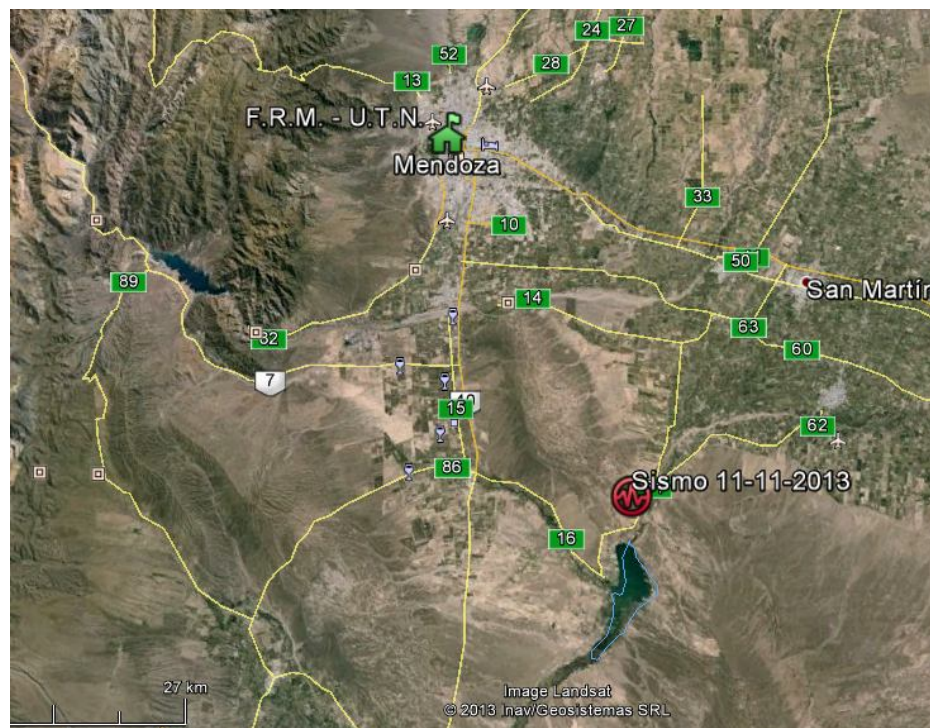 24
27
52
28
13
F.R.M. - U.T.N.
Mendoza
33
10
50
89
San Martín
14
63
82
60
7
40
15
62
86
Sismo 11-11-2013
16
27 km
Image Landsat
© 2013 Inav/Geosistemas SRL